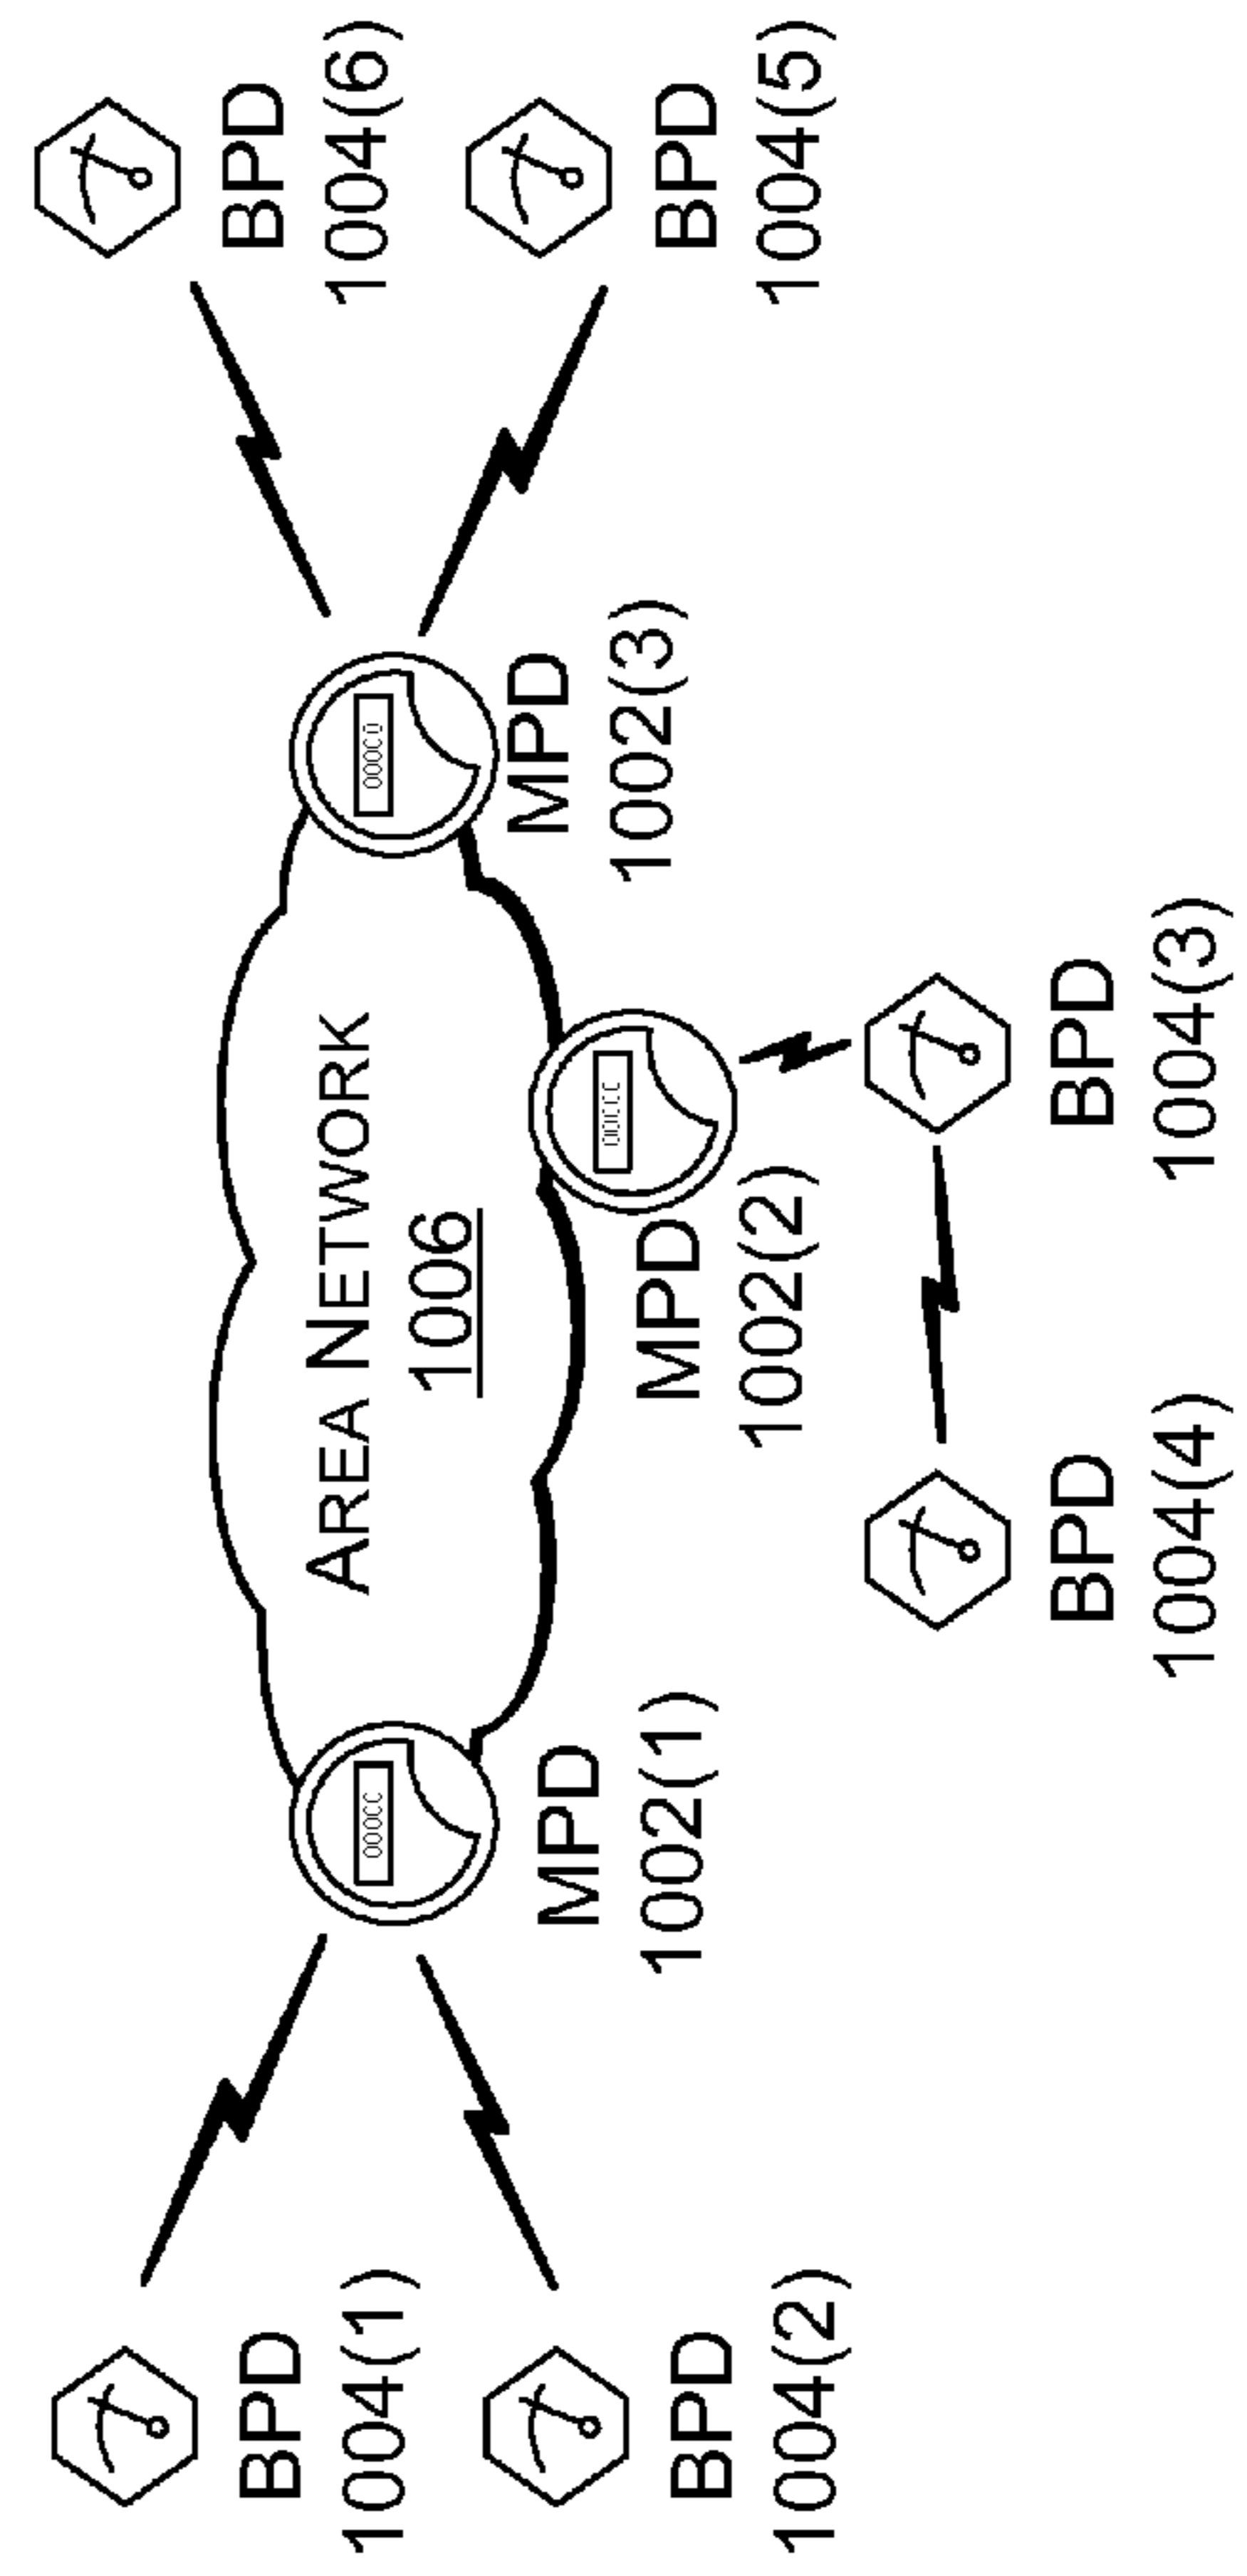 BPD
1004(1)
BPD
1004(2)
AREA NETWORK
1006
MPD
1002(1)
MPD
1002(2)
MPD
1002(3)
BPD
1004(4)
BPD
1004(3)
BPD
1004(6)
BPD
1004(5)